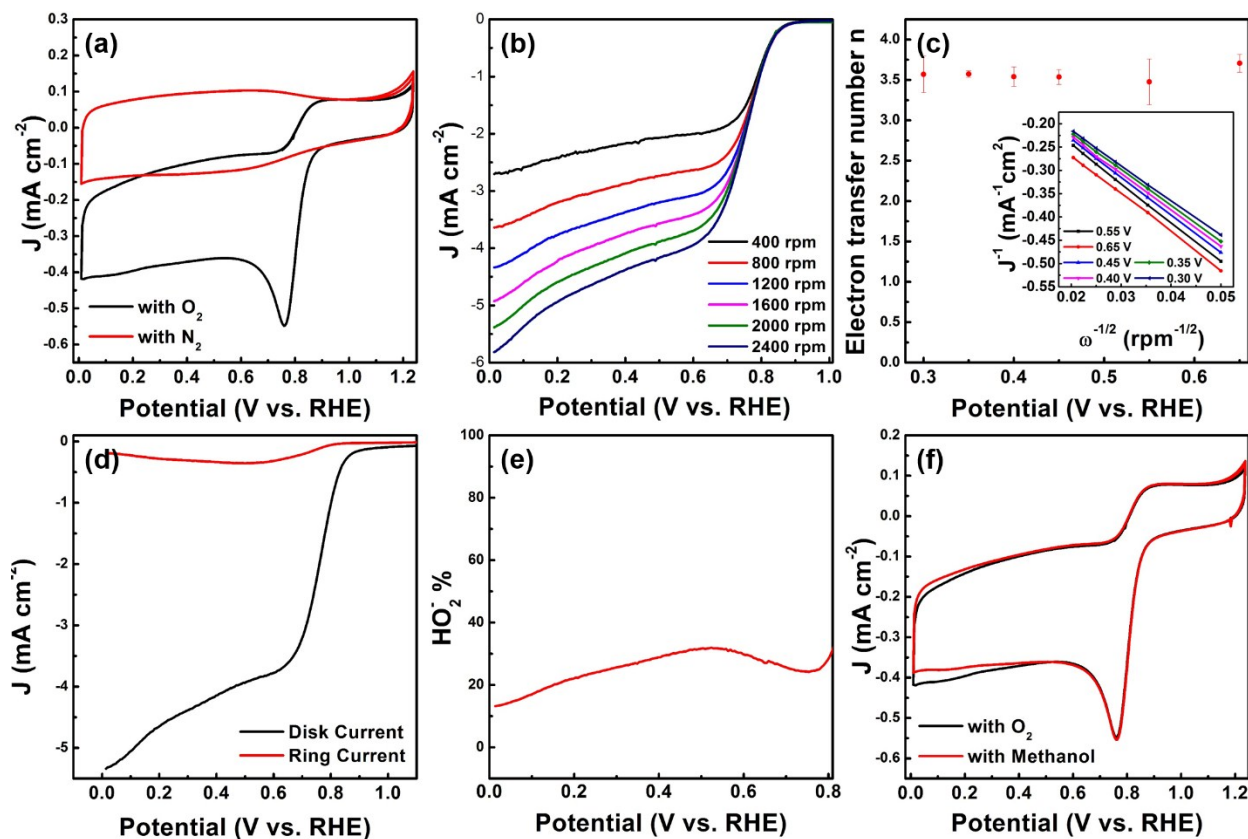 (a)
J (mA cm-2)
0.3
0.2
0.1
0.0
-0.1
-0.2
-0.3
-0.4
-0.5
-0.6
with O2
with N2
0.0 0.2 0.4 0.6 0.8 1.0 1.2
Potential (V vs. RHE)
(b)
J (mA cm-2)
0
-1
-2
-3
-4
-5
-6
400 rpm
800 rpm
1200 rpm
1600 rpm
2000 rpm
2400 rpm
0.0 0.2 0.4 0.6 0.8 1.0
Potential (V vs. RHE)
(c)
Electron transfer number n
4.0
3.5
3.0
2.5
2.0
1.5
1.0
0.5
0.0
J-1 (mA-1cm2)
-0.20
-0.25
-0.30
-0.35
-0.40
-0.45
-0.50
-0.55
0.55 V
0.65 V
0.45 V 0.35 V
0.40 V 0.30 V
0.02 0.03 0.04 0.05
ω-1/2 (rpm-1/2)
0.3 0.4 0.5 0.6
Potential (V vs. RHE)
(d)
J (mA cm-2)
0
-1
-2
-3
-4
-5
Disk Current
Ring Current
0.0 0.2 0.4 0.6 0.8 1.0
Potential (V vs. RHE)
(e)
HO2- %
100
80
60
40
20
0
0.0 0.2 0.4 0.6 0.8
Potential (V vs. RHE)
(f)
J (mA cm-2)
0.2
0.1
0.0
-0.1
-0.2
-0.3
-0.4
-0.5
-0.6
with O2
with Methanol
0.0 0.2 0.4 0.6 0.8 1.0 1.2
Potential (V vs. RHE)